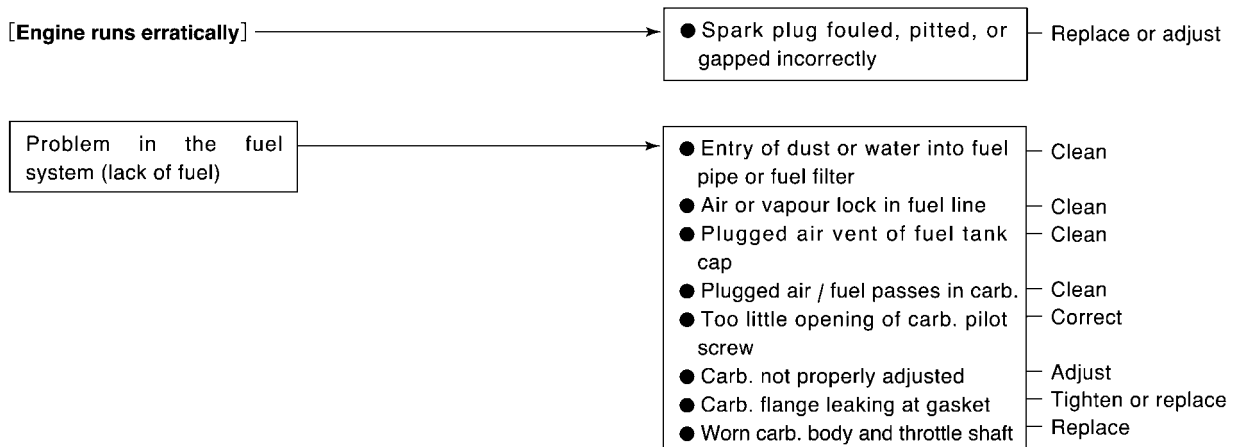 [Engine runs erratically]
● Spark plug fouled, pitted, or
gapped incorrectly
Replace or adjust
Problem in the fuel
system (lack of fuel)
● Entry of dust or water into fuel
pipe or fuel filter
Clean
● Air or vapour lock in fuel line
Clean
● Plugged air vent of fuel tank
cap
Clean
● Plugged air / fuel passes in carb.
Clean
● Too little opening of carb. pilot
screw
Correct
● Carb. not properly adjusted
Adjust
● Carb. flange leaking at gasket
Tighten or replace
● Worn carb. body and throttle shaft
Replace